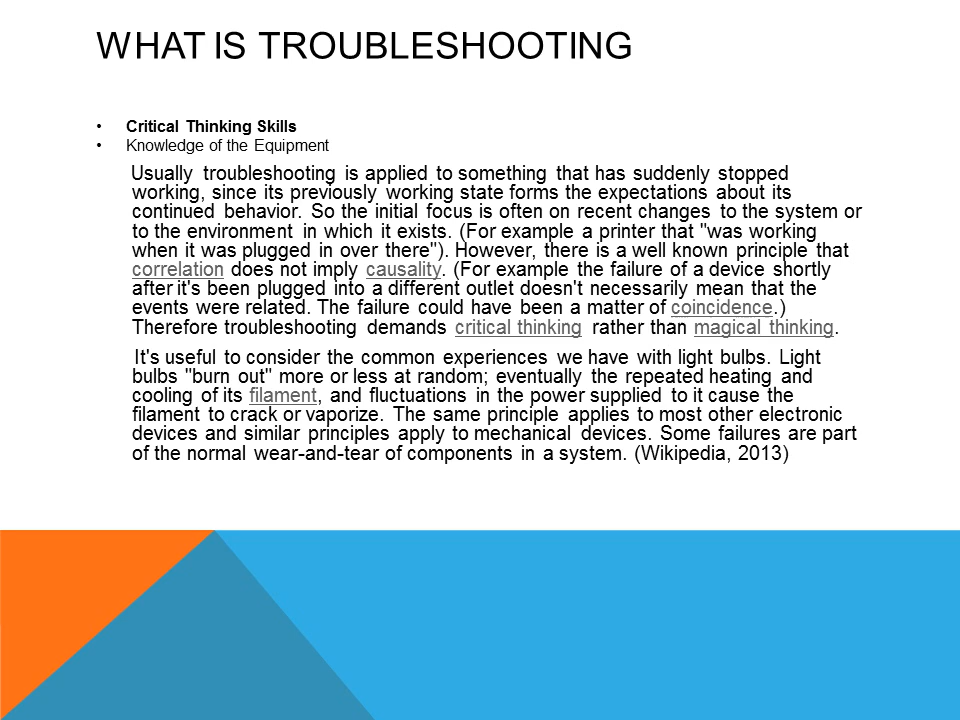 WHAT IS TROUBLESHOOTING
• Critical Thinking Skills
• Knowledge of the Equipment
Usually troubleshooting is applied to something that has suddenly stopped
working, since its previously working state forms the expectations about its
continued behavior. So the initial focus is often on recent changes to the system or
to the environment in which it exists. (For example a printer that "was working
when it was plugged in over there"). However, there is a well known principle that
correlation does not imply causality. (For example the failure of a device shortly
after it's been plugged into a different outlet doesn't necessarily mean that the
events were related. The failure could have been a matter of coincidence.)
Therefore troubleshooting demands critical thinking rather than magical thinking.
It's useful to consider the common experiences we have with light bulbs. Light
bulbs "burn out" more or less at random; eventually the repeated heating and
cooling of its filament, and fluctuations in the power supplied to it cause the
filament to crack or vaporize. The same principle applies to most other electronic
devices and similar principles apply to mechanical devices. Some failures are part
of the normal wear-and-tear of components in a system. (Wikipedia, 2013)